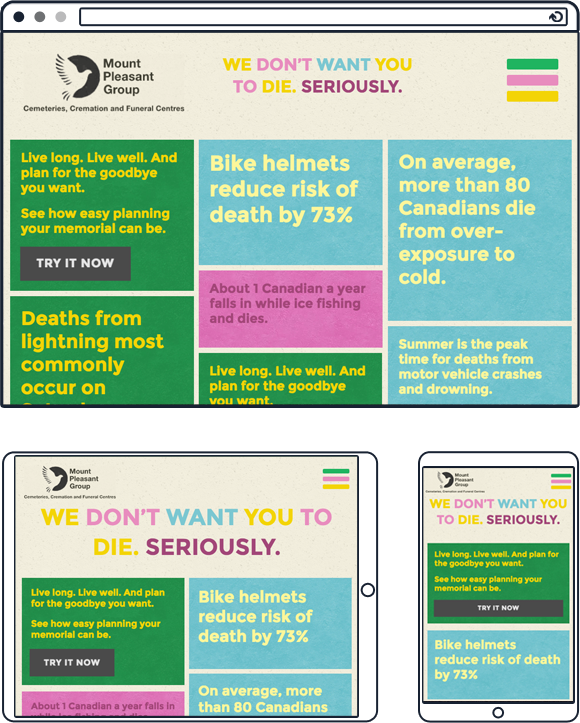 Mount
Pleasant
Group
Cemeteries, Cremation and Funeral Centres
WE DON'T WANT YOU
TO DIE. SERIOUSLY.
Live long. Live well. And
plan for the goodbye
you want.
See how easy planning
your memorial can be.
TRY IT NOW
Deaths from
lightning most
commonly
occur on
Bike helmets
reduce risk of
death by 73%
About 1 Canadian a year
falls in while ice fishing
and dies.
Live long. Live well. And
plan for the goodbye
you want.
On average,
more than 80
Canadians die
from over-
exposure to
cold.
Summer is the peak
time for deaths from
motor vehicle crashes
and drowning.
Mount
Pleasant
Group
Cemeteries, Cremation and Funeral Centres
WE DON'T WANT YOU TO
DIE. SERIOUSLY.
Live long. Live well. And plan
for the goodbye you want.
See how easy planning your
memorial can be.
TRY IT NOW
About 1 Canadian a year falls in
while ice fishing and dies.
Bike helmets
reduce risk of
death by 73%
On average, more
than 80 Canadians
Mount
Pleasant
Group
Cemeteries, Cremation and Funeral Centres
WE DON'T WANT YOU
TO DIE. SERIOUSLY.
Live long. Live well. And plan for
the goodbye you want.
See how easy planning your
memorial can be.
TRY IT NOW
Bike helmets
reduce risk of death
by 73%